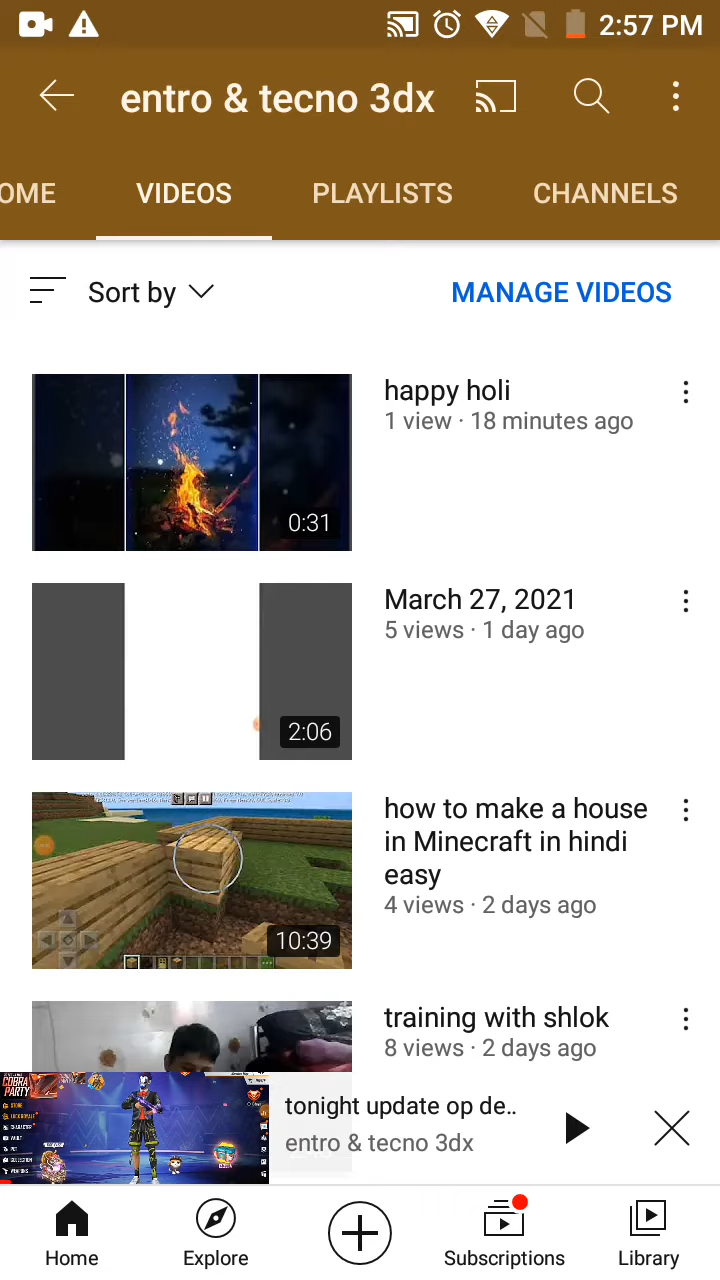 2:57 PM
entro & tecno 3dx
OME
VIDEOS
PLAYLISTS
CHANNELS
Sort by
MANAGE VIDEOS
happy holi
1 view · 18 minutes ago
0:31
March 27, 2021
5 views · 1 day ago
2:06
how to make a house
in Minecraft in hindi
easy
4 views · 2 days ago
10:39
training with shlok
8 views · 2 days ago
COBRA
PARTY
tonight update op de..
entro & tecno 3dx
Home
Explore
Subscriptions
Library